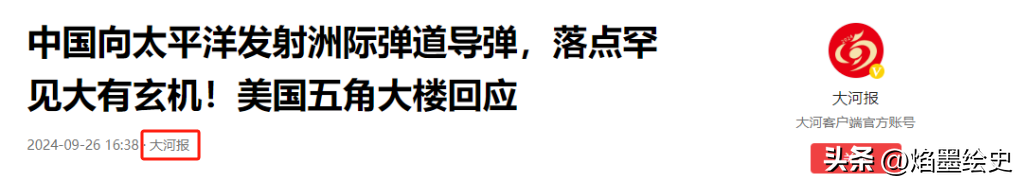 中国向太平洋发射洲际弹道导弹，落点罕
见大有玄机！美国五角大楼回应
2024-09-26 16:38 · 大河报
大河报
大河客户端官方账号
头条 @焰墨绘史